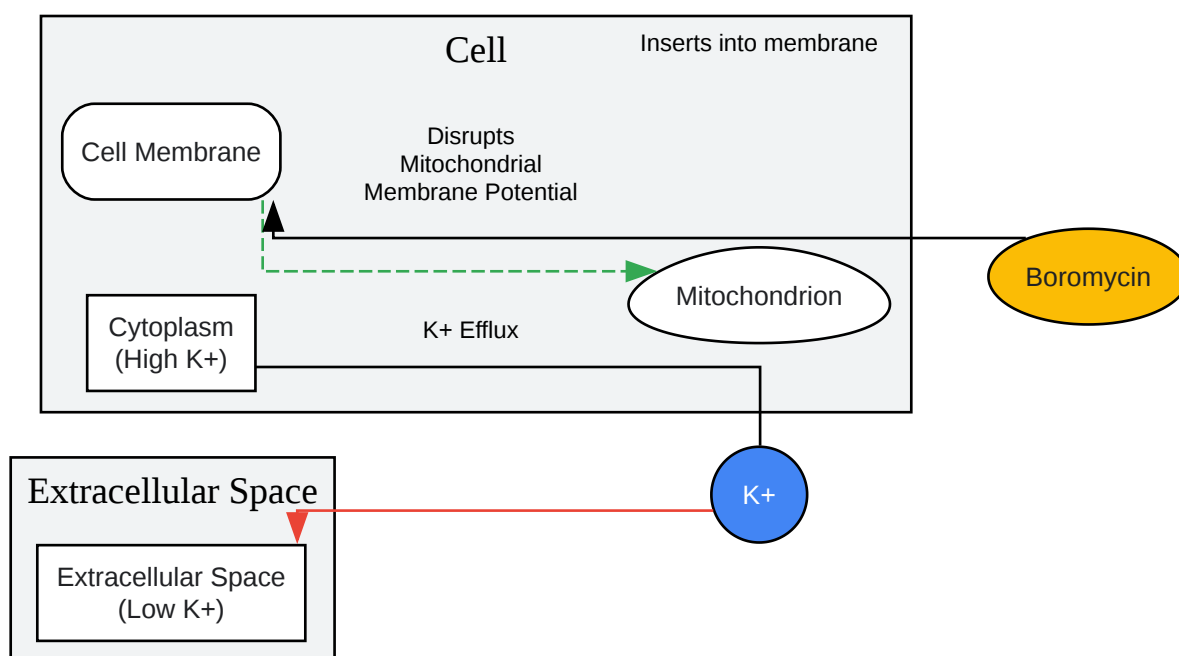 Cell
Inserts into membrane
Cell Membrane
Disrupts
Mitochondrial
Membrane Potential
Boromycin
Mitochondrion
Cytoplasm
(High K+)
K+ Efflux
Extracellular Space
K+
Extracellular Space
(Low K+)